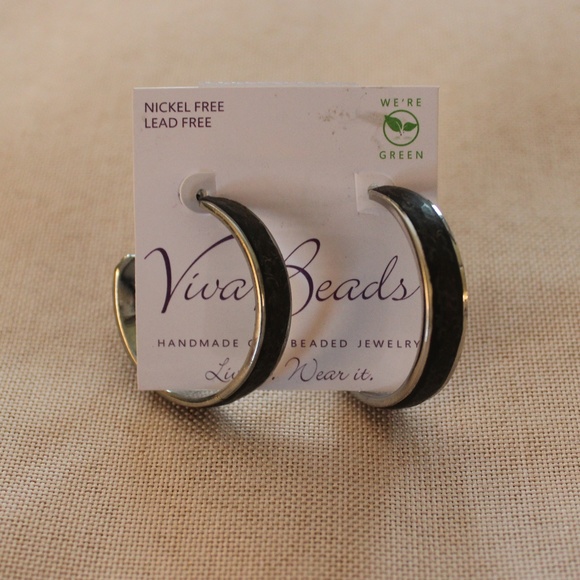 NICKEL FREE
LEAD FREE
WE'RE
GREEN
Viva Beads
HANDMADE BEADED JEWELRY
Wear it.